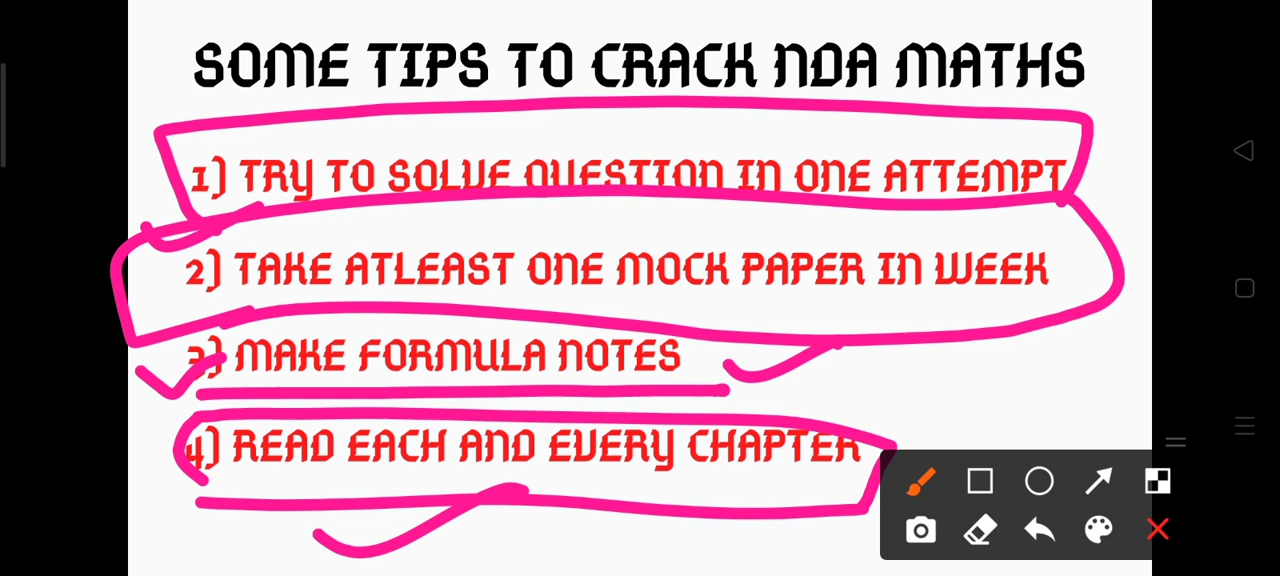 SOME TIPS TO CRACK NDA MATHS
1) TRY TO SOLVE QUESTION IN ONE ATTEMPT
2) TAKE ATLEAST ONE MOCK PAPER IN WEEK
3) MAKE FORMULA NOTES
4) READ EACH AND EVERY CHAPTER